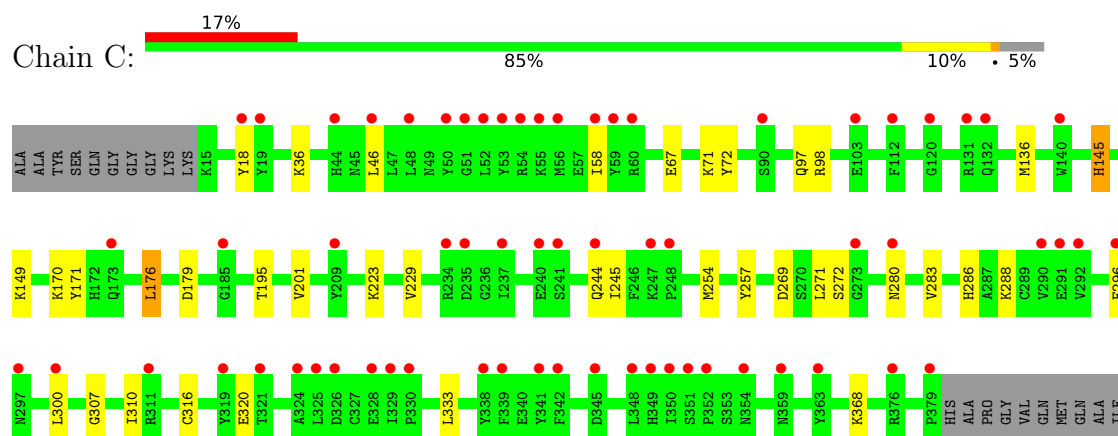 17%
Chain C:
85% 10% • 5%
ALA ALA TYR SER GLN GLY GLY GLY LYS LYS K15 Y18 Y19 K36 H44 N45 L46 L47 L48 N49 Y50 G51 L52 Y53 R54 K55 M56 E57 I58 Y59 R60 E67 K71 Y72 S90 Q97 R98 E103 F112 G120 R131 Q132 M136 W140 H145
K149 K170 Y171 H172 Q173 L176 D179 G185 T195 V201 Y209 K223 V229 R234 D235 G236 I237 E240 S241 Q244 I245 F246 K247 P248 M254 Y257 D269 S270 L271 S272 G273 N280 V283 H286 A287 K288 C289 V290 E291 V292
N297 L300 G307 I310 R311 C316 Y319 E320 T321 A324 L325 D326 C327 E328 I329 P330 L333 Y338 F339 E340 Y341 F342 D345 L348 H349 I350 S351 P352 S353 N354 N359 Y363 K368 R376 P379 HIS ALA PRO GLY VAL GLN MET GLN ALA